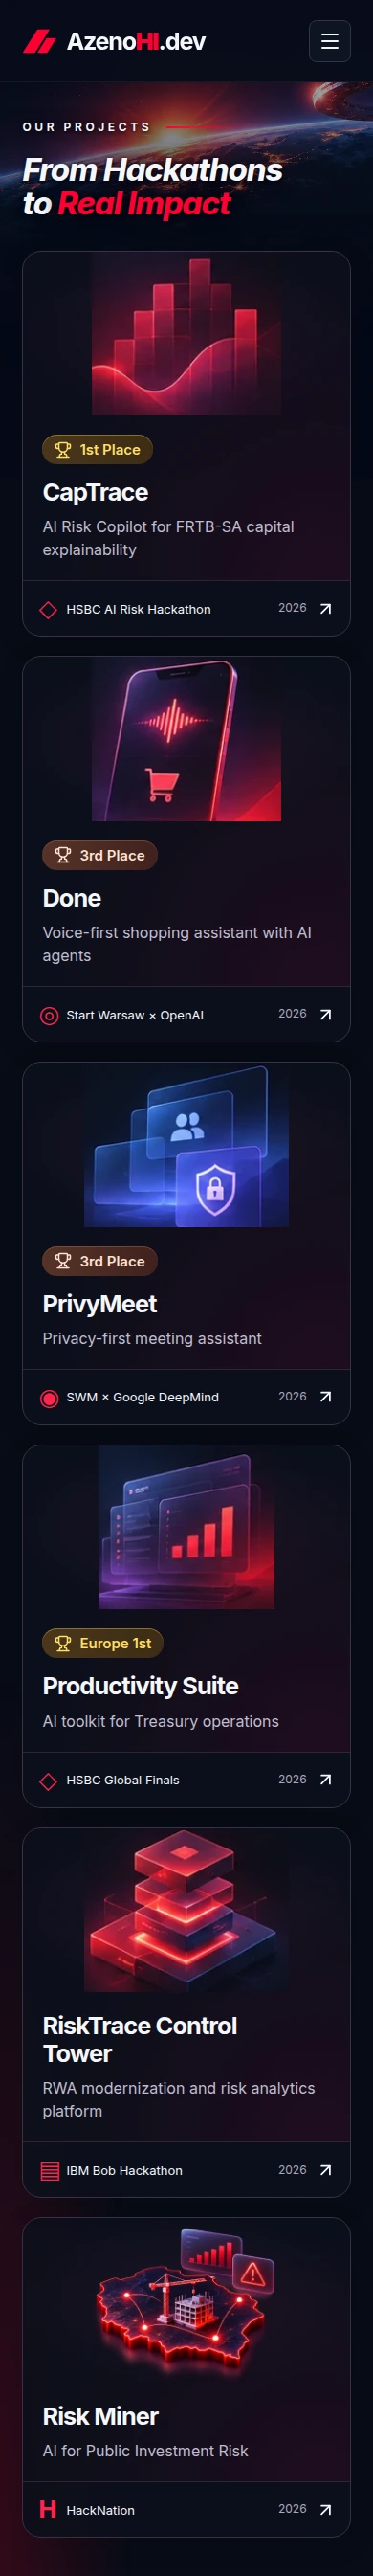 AzenoHI.dev
OUR PROJECTS
From Hackathons
to Real Impact
1st Place
CapTrace
AI Risk Copilot for FRTB-SA capital
explainability
HSBC AI Risk Hackathon 2026
3rd Place
Done
Voice-first shopping assistant with AI
agents
Start Warsaw × OpenAI 2026
3rd Place
PrivyMeet
Privacy-first meeting assistant
SWM × Google DeepMind 2026
Europe 1st
Productivity Suite
AI toolkit for Treasury operations
HSBC Global Finals 2026
RiskTrace Control
Tower
RWA modernization and risk analytics
platform
IBM Bob Hackathon 2026
Risk Miner
AI for Public Investment Risk
H HackNation 2026